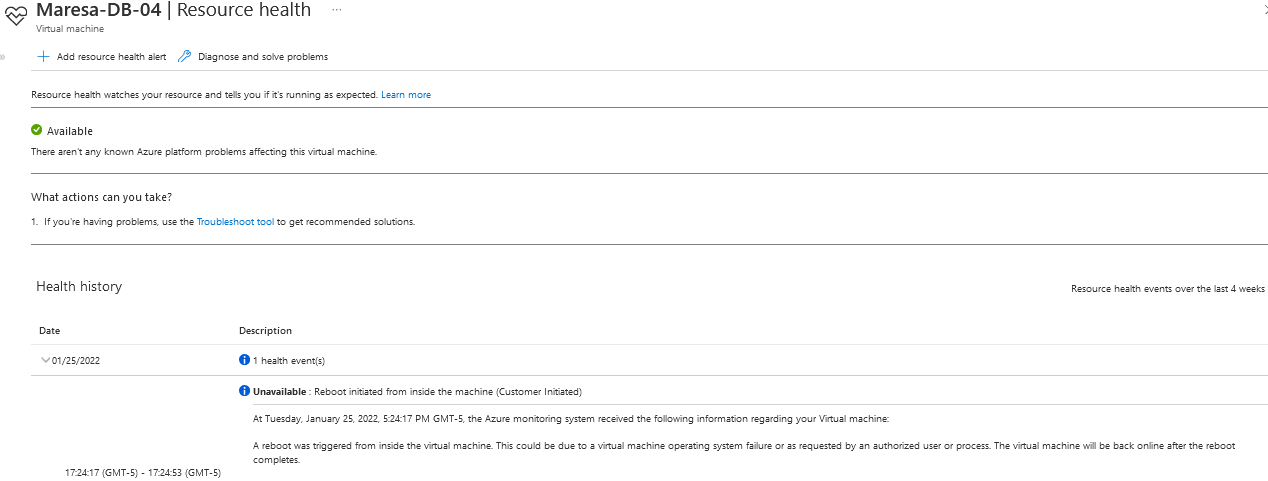 Maresa-DB-04 | Resource health ...
Virtual machine
Add resource health alert Diagnose and solve problems
Resource health watches your resource and tells you if it's running as expected. Learn more
Available
There aren't any known Azure platform problems affecting this virtual machine.
What actions can you take?
1. If you're having problems, use the Troubleshoot tool to get recommended solutions.
Health history
Resource health events over the last 4 weeks
Date Description
01/25/2022 1 health event(s)
Unavailable : Reboot initiated from inside the machine (Customer Initiated)
At Tuesday, January 25, 2022, 5:24:17 PM GMT-5, the Azure monitoring system received the following information regarding your Virtual machine:
A reboot was triggered from inside the virtual machine. This could be due to a virtual machine operating system failure or as requested by an authorized user or process. The virtual machine will be back online after the reboot
completes.
17:24:17 (GMT-5) - 17:24:53 (GMT-5)